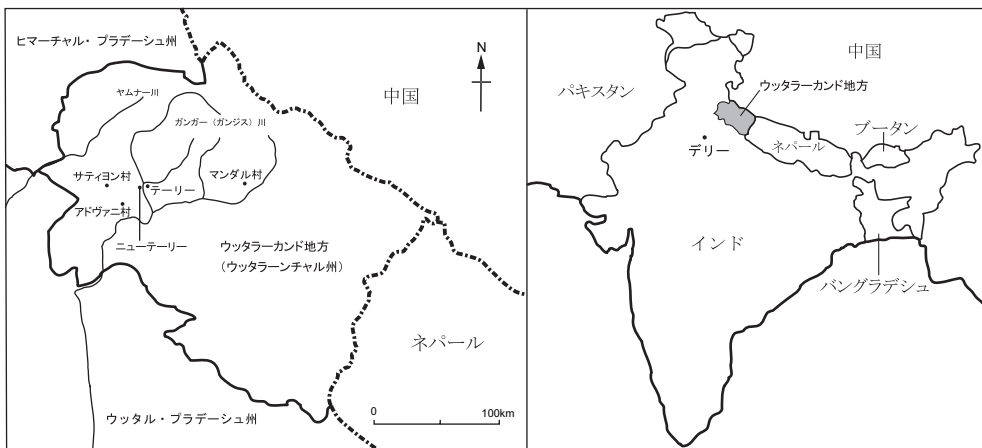 ヒマーチャル・プラデーシュ州
N
中国
ヤムナー川
ガンガー(ガンジス)川
サティヨン村
テーリー
マンダル村
アドヴァニ村
ニューテーリー
ウッタラーカンド地方
(ウッタラーンチャル州)
ネパール
0
100km
ウッタル・プラデーシュ州
中国
パキスタン
ウッタラーカンド地方
ブータン
デリー
ネパール
インド
バングラデシュ